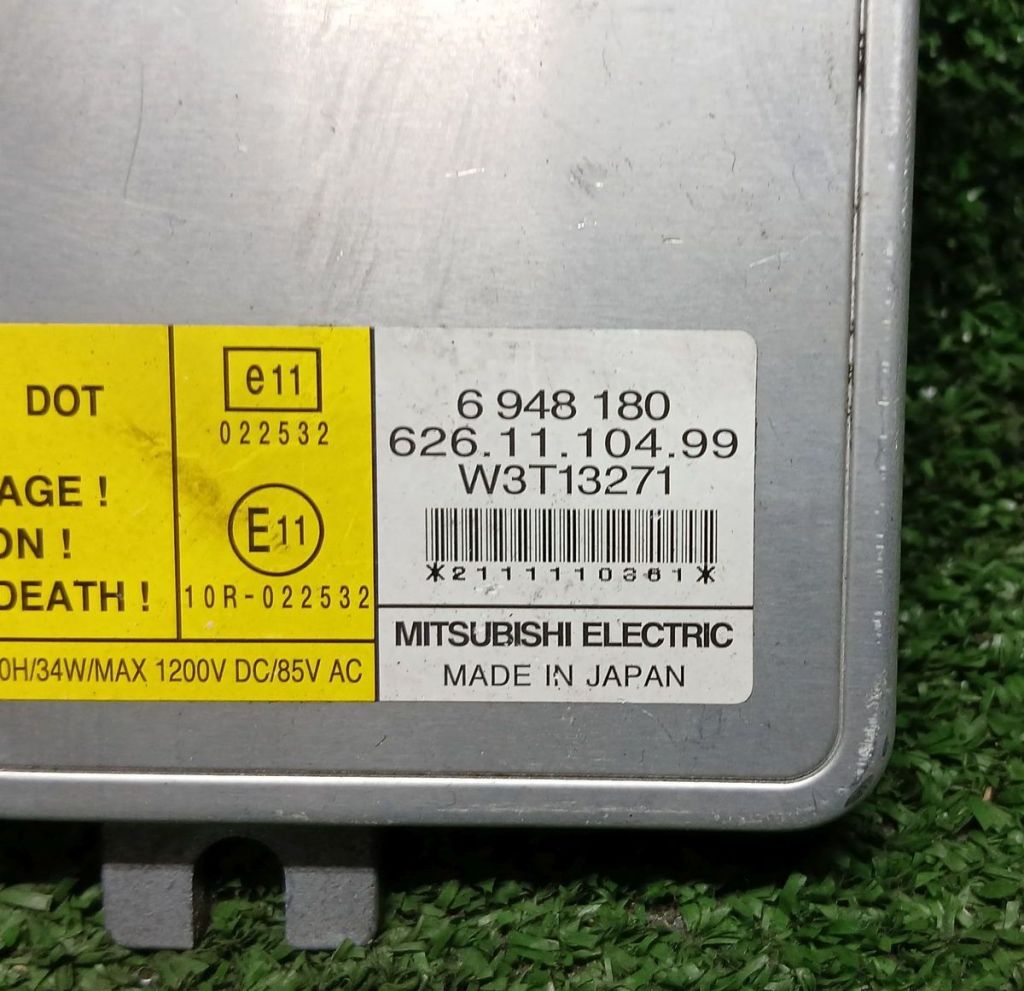 DOT
AGE !
ON !
DEATH !
e11
022532
E11
10R-022532
0H/34W/MAX 1200V DC/85V AC
6 948 180
626.11.104.99
W3T13271
*2111110361*
MITSUBISHI ELECTRIC
MADE IN JAPAN